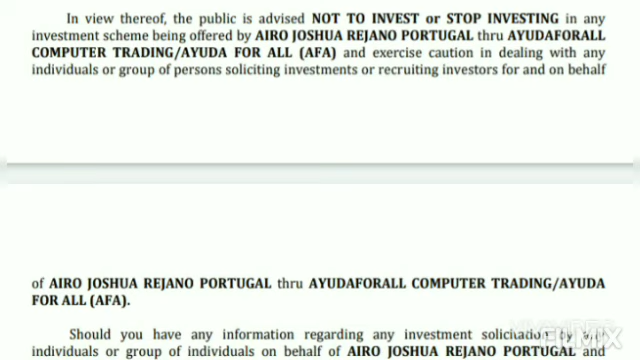 In view thereof, the public is advised NOT TO INVEST or STOP INVESTING in any
investment scheme being offered by AIRO JOSHUA REJANO PORTUGAL thru AYUDAFORALL
COMPUTER TRADING/AYUDA FOR ALL (AFA) and exercise caution in dealing with any
individuals or group of persons soliciting investments or recruiting investors for and on behalf
of AIRO JOSHUA REJANO PORTUGAL thru AYUDAFORALL COMPUTER TRADING/AYUDA
FOR ALL (AFA).
Should you have any information regarding any investment solicitation by any
individuals or group of individuals on behalf of AIRO JOSHUA REJANO PORTUGAL and